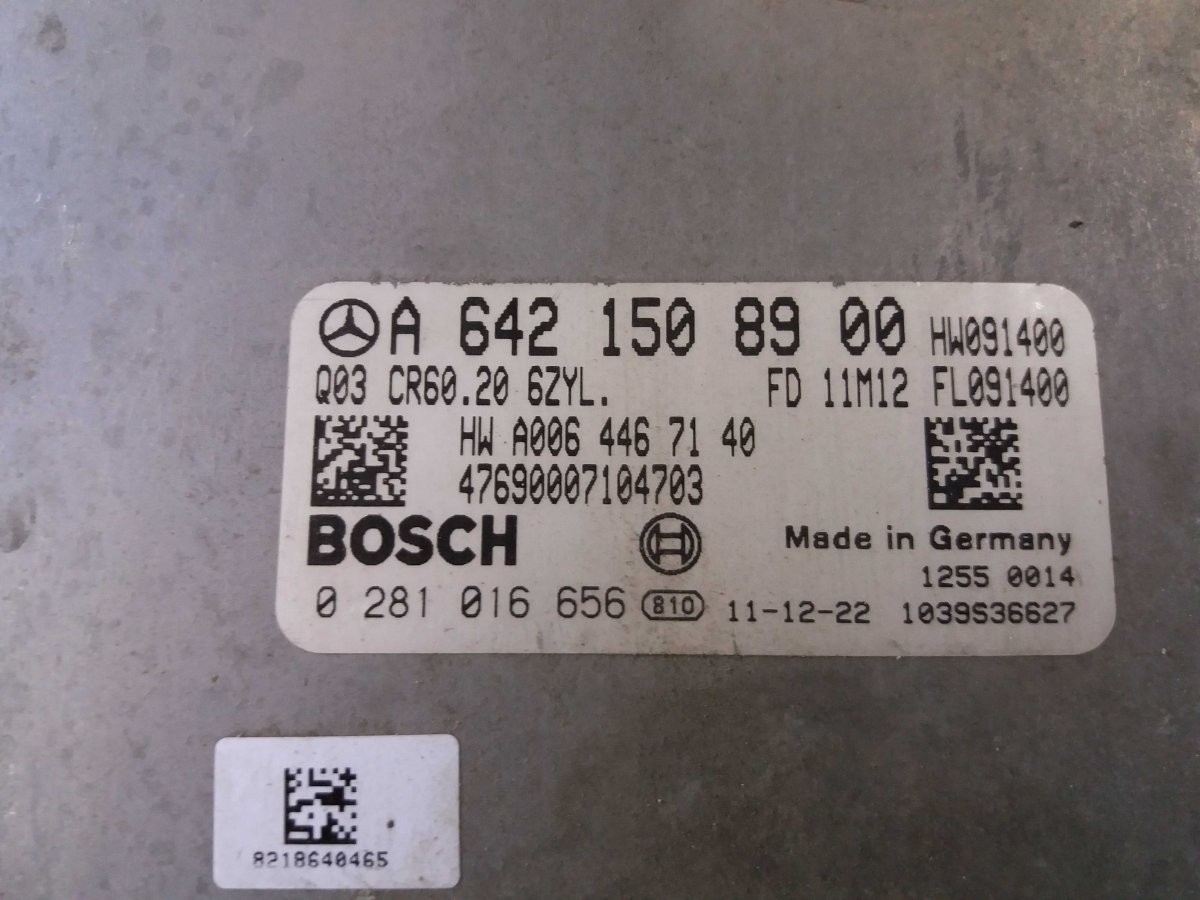 A 642 150 89 00 HW091400
Q03 CR60.20 6ZYL. FD 11M12 FL091400
HW A006 446 71 40
47690007104703
BOSCH Made in Germany
1255 0014
0 281 016 656 810 11-12-22 1039S36627
8218640465